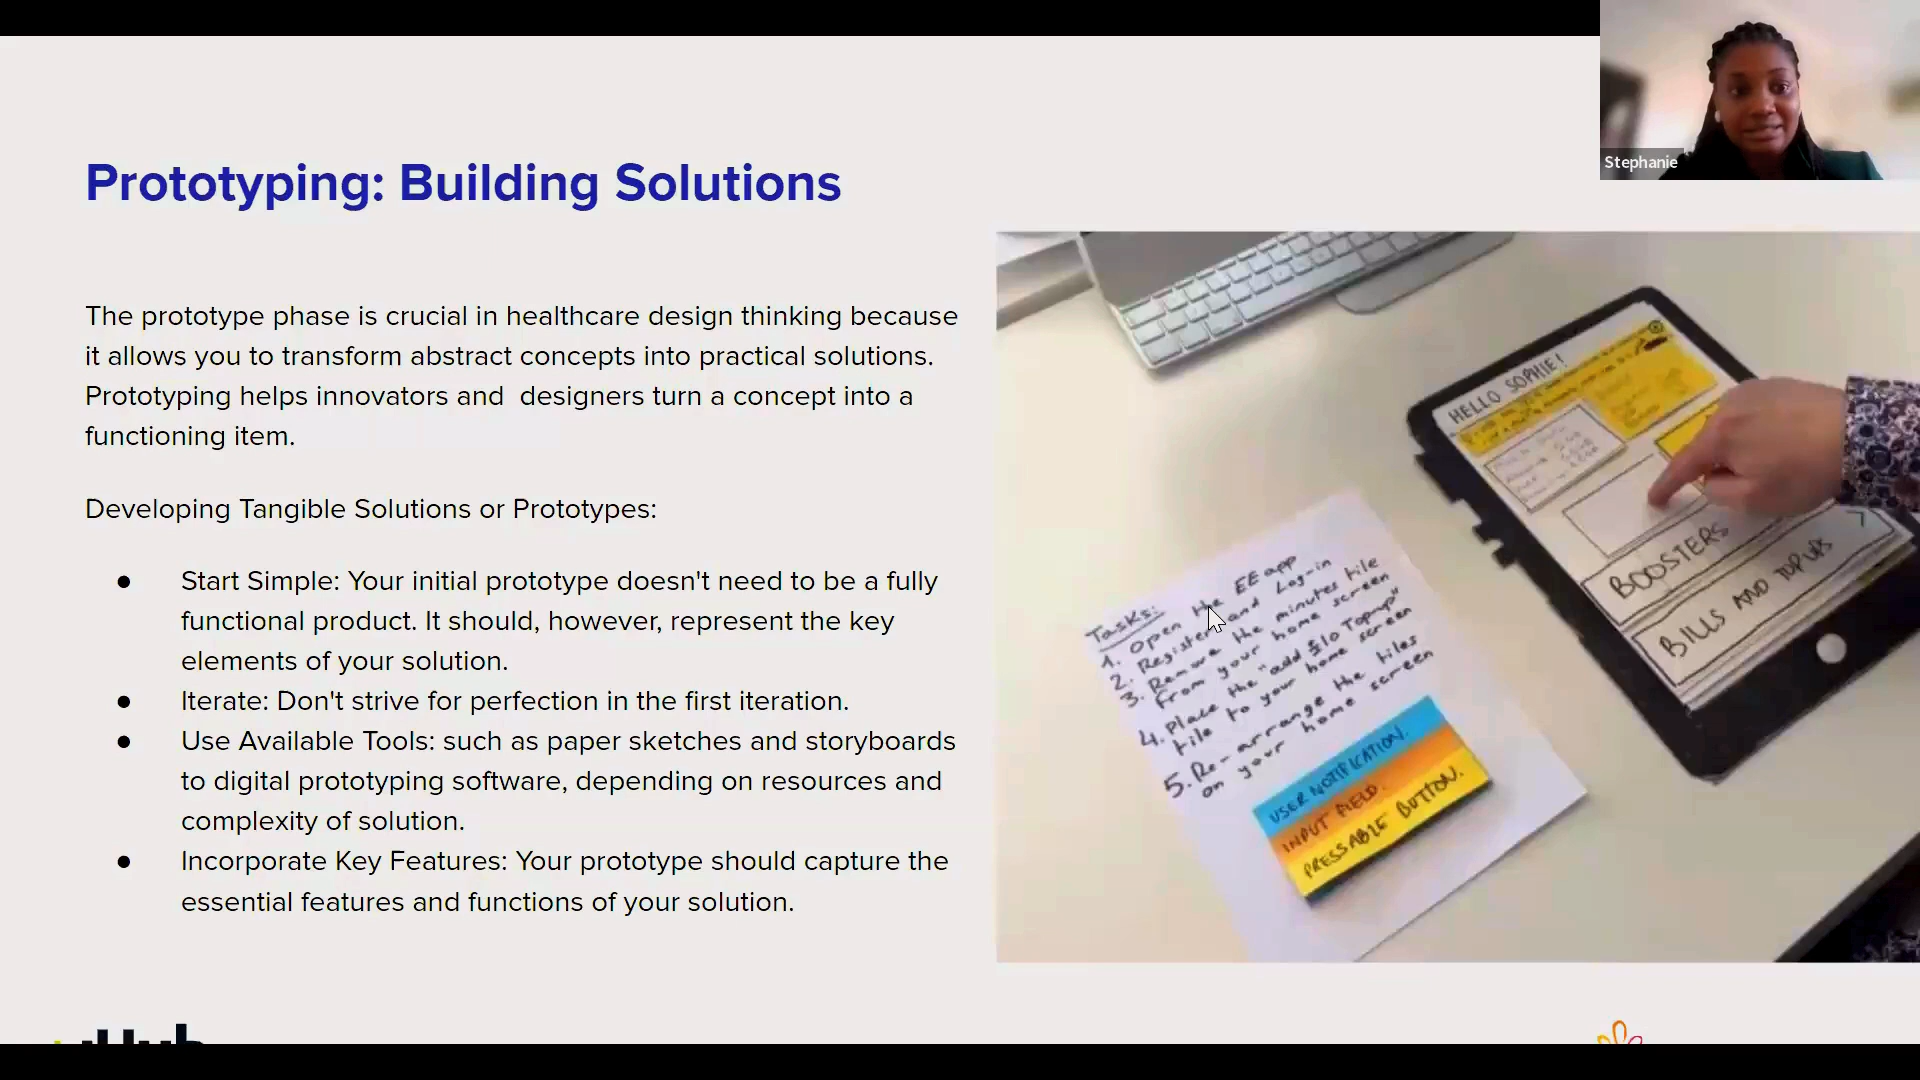 Stephanie
Prototyping: Building Solutions
The prototype phase is crucial in healthcare design thinking because
it allows you to transform abstract concepts into practical solutions.
Prototyping helps innovators and  designers turn a concept into a
functioning item.
Developing Tangible Solutions or Prototypes:
● Start Simple: Your initial prototype doesn't need to be a fully
functional product. It should, however, represent the key
elements of your solution.
● Iterate: Don't strive for perfection in the first iteration.
● Use Available Tools: such as paper sketches and storyboards
to digital prototyping software, depending on resources and
complexity of solution.
● Incorporate Key Features: Your prototype should capture the
essential features and functions of your solution.
HELLO SOPHIE!
BOOSTERS
BILLS AND TOP UPS
Tasks:
1. Open the EE app
2. Register and Log-in
3. Remove the minutes tile
from your home screen
4. Place the "add £10 Topup"
tile to your home screen
5. Re-arrange the tiles
on your home screen
USER NOTIFICATION.
INPUT FIELD.
PRESSABLE BUTTON.